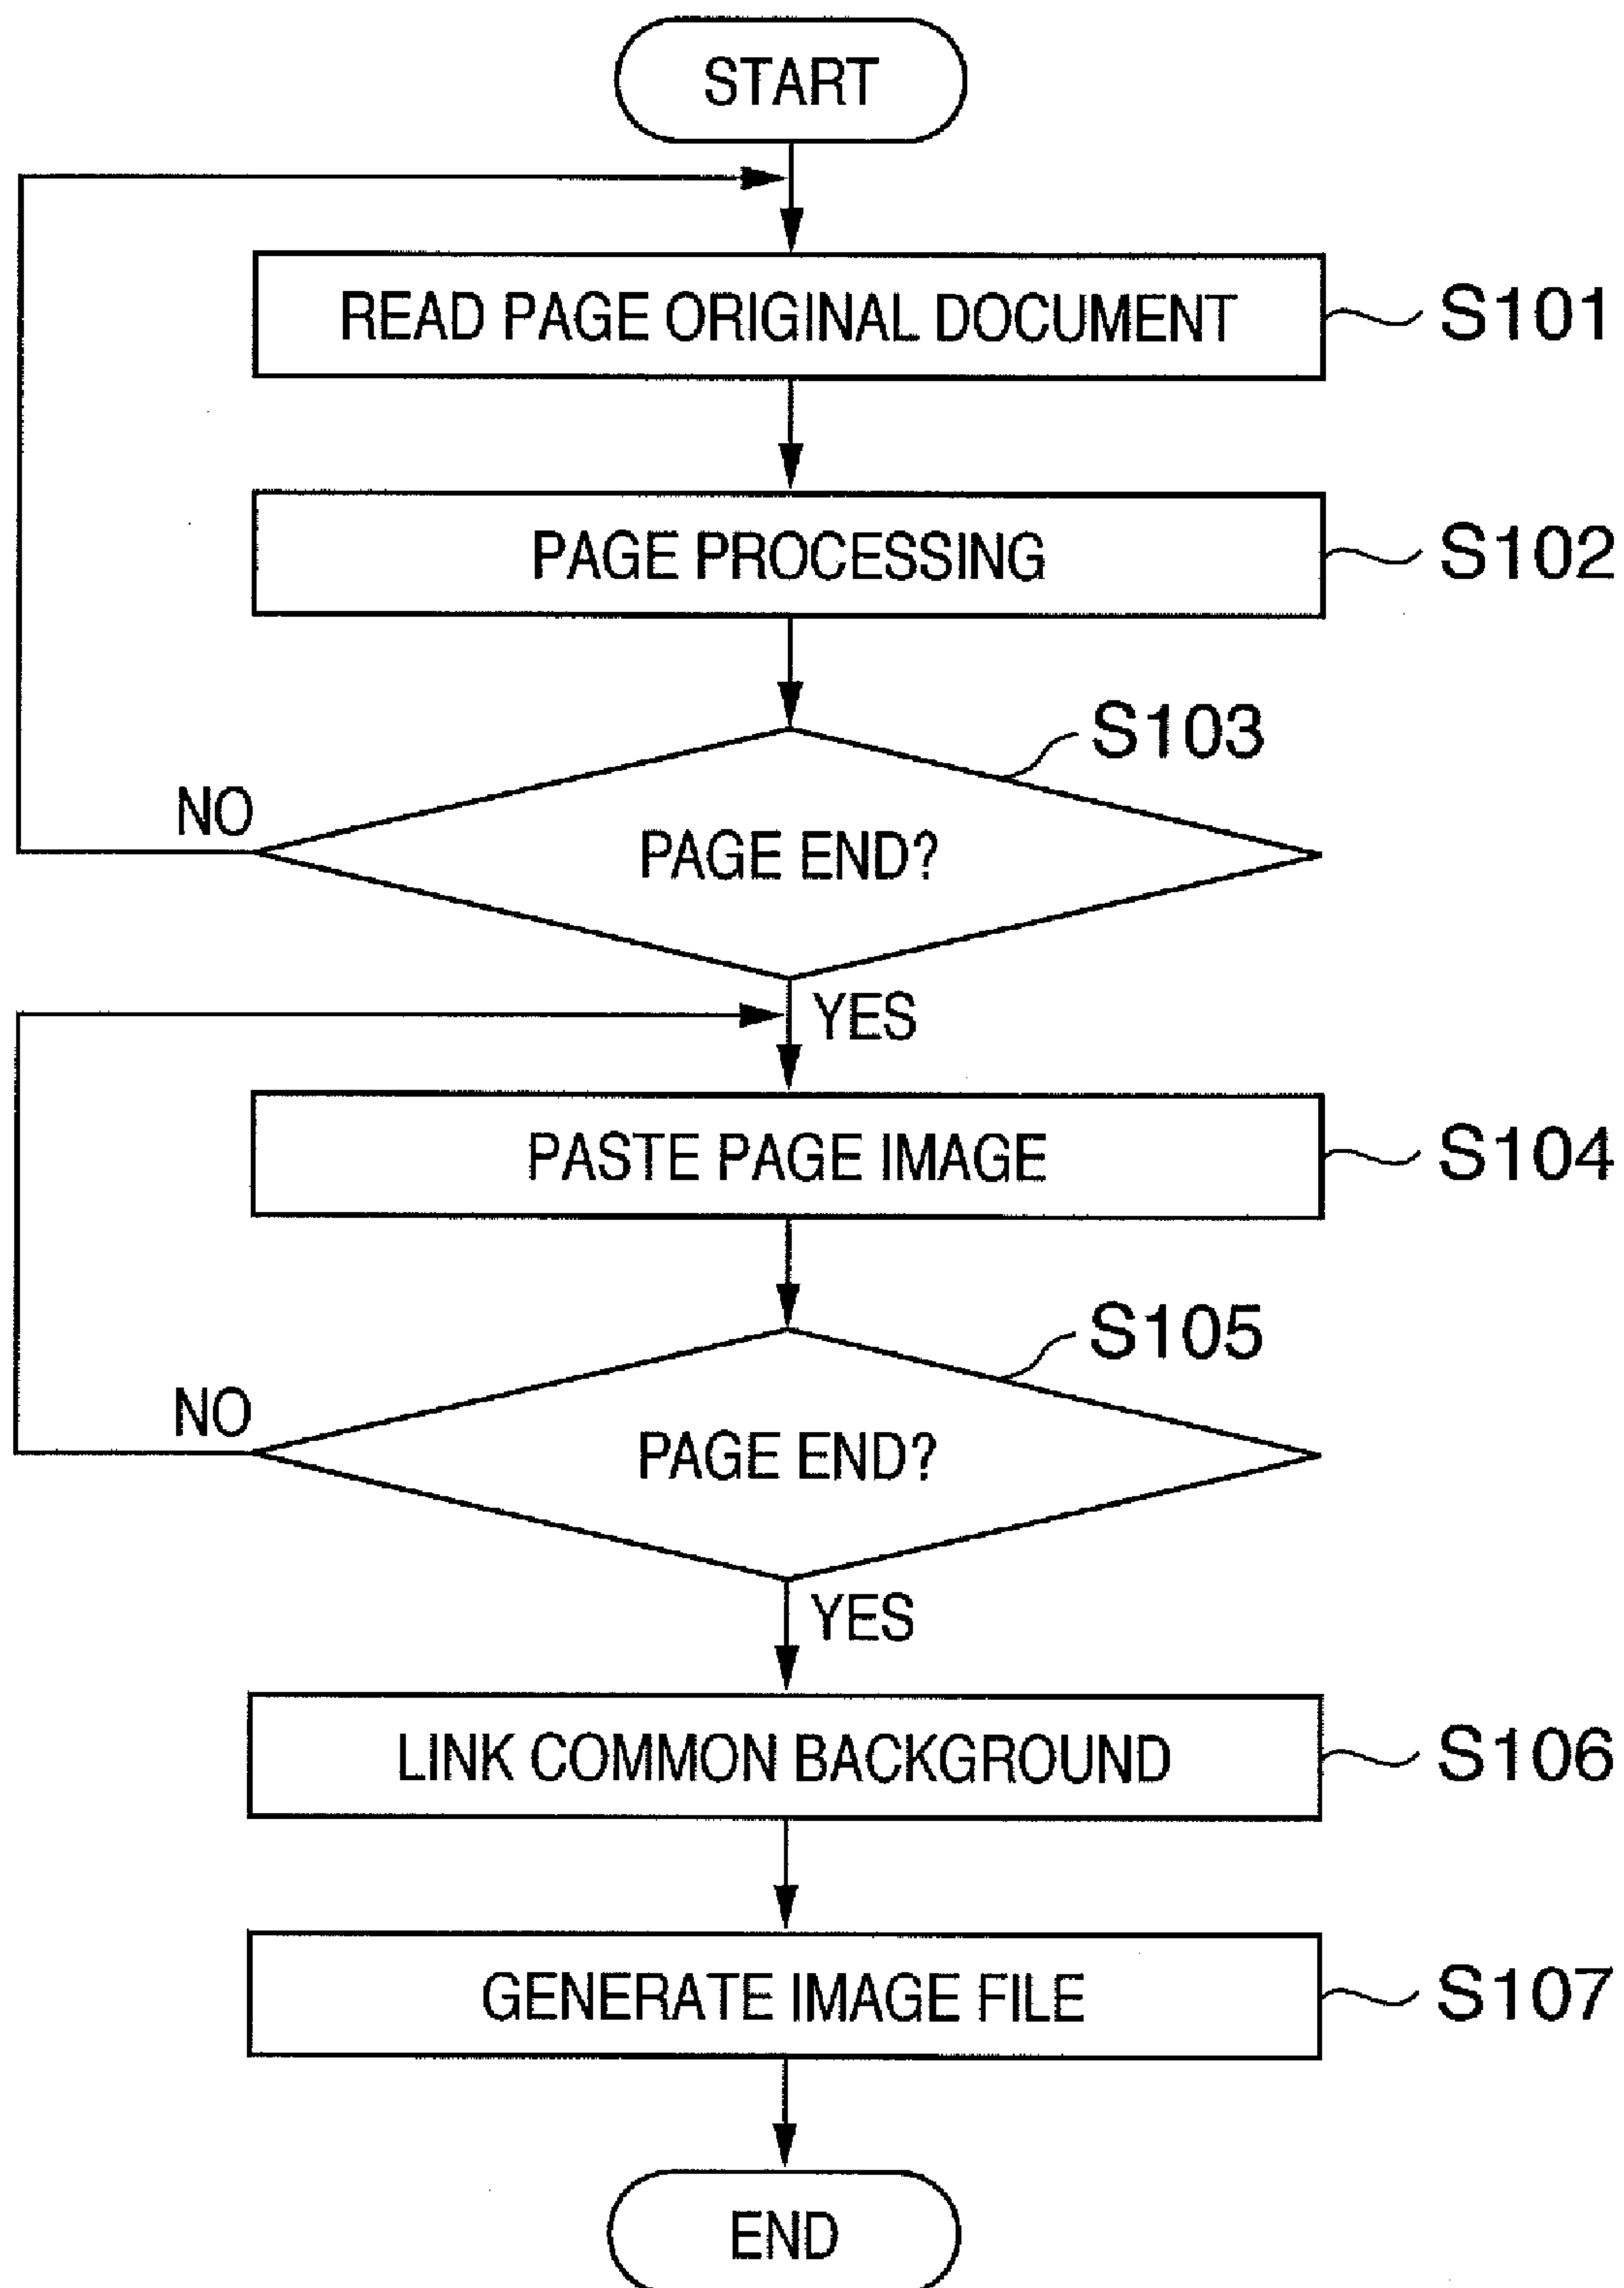 START
READ PAGE ORIGINAL DOCUMENT
S101
PAGE PROCESSING
S102
S103
NO
PAGE END?
YES
PASTE PAGE IMAGE
S104
S105
NO
PAGE END?
YES
LINK COMMON BACKGROUND
S106
GENERATE IMAGE FILE
S107
END